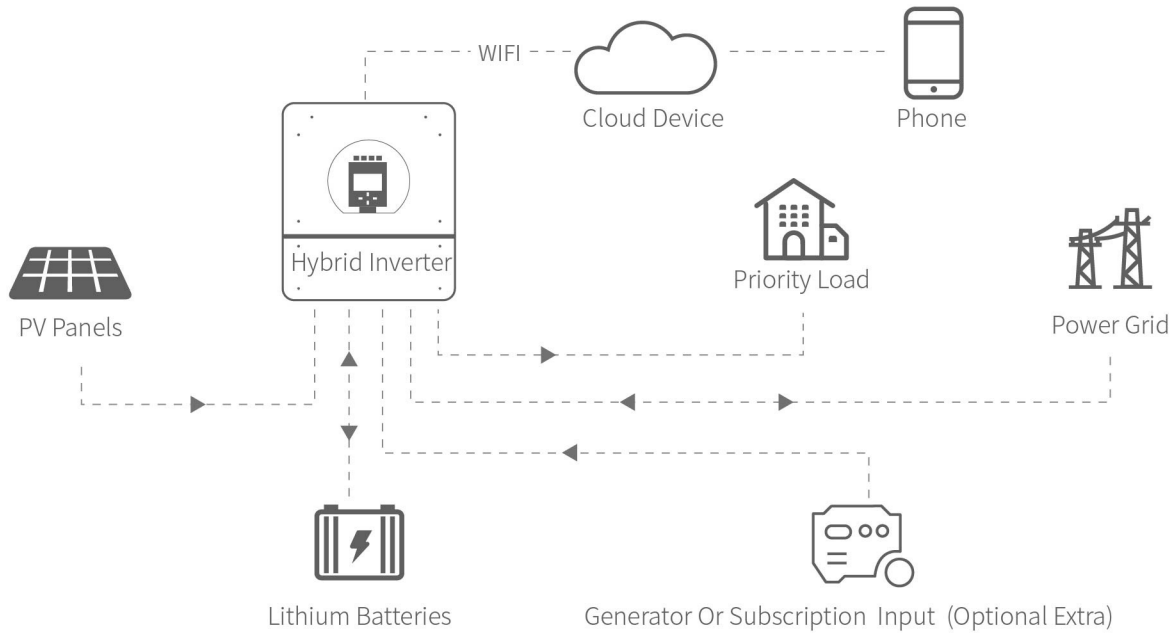 WIFI
Cloud Device
Phone
Hybrid Inverter
Priority Load
PV Panels
Power Grid
Lithium Batteries
Generator Or Subscription Input (Optional Extra)